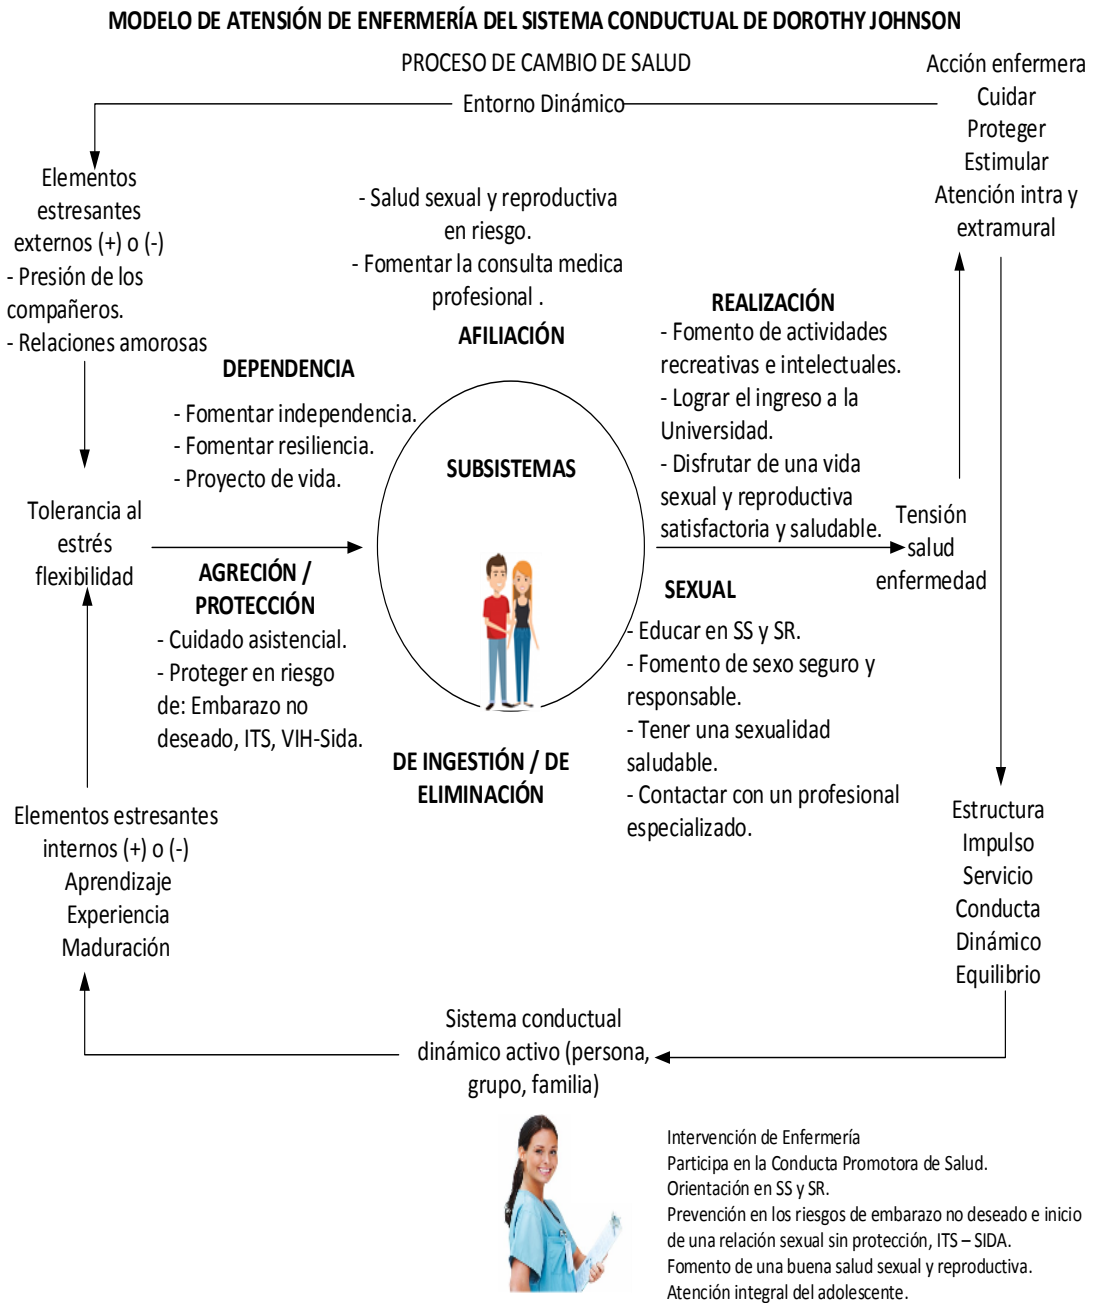 MODELO DE ATENSIÓN DE ENFERMERÍA DEL SISTEMA CONDUCTUAL DE DOROTHY JOHNSON
PROCESO DE CAMBIO DE SALUD
Entorno Dinámico
Acción enfermera
Cuidar
Proteger
Estimular
Atención intra y
extramural
Elementos
estresantes
externos (+) o (-)
- Presión de los
compañeros.
- Relaciones amorosas
- Salud sexual y reproductiva
en riesgo.
- Fomentar la consulta medica
profesional .
AFILIACIÓN
DEPENDENCIA
- Fomentar independencia.
- Fomentar resiliencia.
- Proyecto de vida.
REALIZACIÓN
- Fomento de actividades
recreativas e intelectuales.
- Lograr el ingreso a la
Universidad.
- Disfrutar de una vida
sexual y reproductiva
satisfactoria y saludable.
SUBSISTEMAS
Tolerancia al
estrés
flexibilidad
Tensión
salud
enfermedad
AGRECIÓN /
PROTECCIÓN
- Cuidado asistencial.
- Proteger en riesgo
de: Embarazo no
deseado, ITS, VIH-Sida.
SEXUAL
- Educar en SS y SR.
- Fomento de sexo seguro y
responsable.
- Tener una sexualidad
saludable.
- Contactar con un profesional
especializado.
DE INGESTIÓN / DE
ELIMINACIÓN
Elementos estresantes
internos (+) o (-)
Aprendizaje
Experiencia
Maduración
Estructura
Impulso
Servicio
Conducta
Dinámico
Equilibrio
Sistema conductual
dinámico activo (persona,
grupo, familia)
Intervención de Enfermería
Participa en la Conducta Promotora de Salud.
Orientación en SS y SR.
Prevención en los riesgos de embarazo no deseado e inicio
de una relación sexual sin protección, ITS – SIDA.
Fomento de una buena salud sexual y reproductiva.
Atención integral del adolescente.